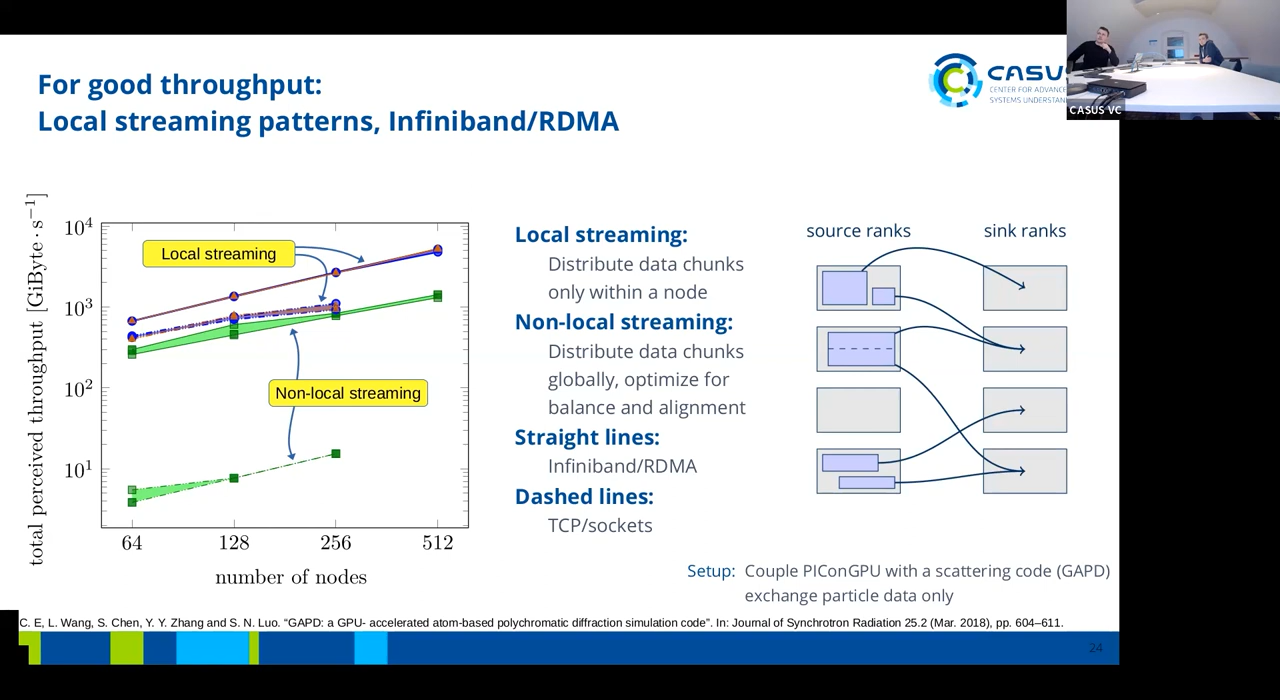 For good throughput:
Local streaming patterns, Infiniband/RDMA
CASU
CENTER FOR ADVANCE
SYSTEMS UNDERSTAN
CASUS VC
total perceived throughput [GiByte · s⁻¹]
10⁴
10³
10²
10¹
Local streaming
Non-local streaming
64 128 256 512
number of nodes
Local streaming:
Distribute data chunks
only within a node
Non-local streaming:
Distribute data chunks
globally, optimize for
balance and alignment
Straight lines:
Infiniband/RDMA
Dashed lines:
TCP/sockets
source ranks sink ranks
Setup: Couple PIConGPU with a scattering code (GAPD)
exchange particle data only
C. E, L. Wang, S. Chen, Y. Y. Zhang and S. N. Luo. “GAPD: a GPU- accelerated atom-based polychromatic diffraction simulation code”. In: Journal of Synchrotron Radiation 25.2 (Mar. 2018), pp. 604–611.
24